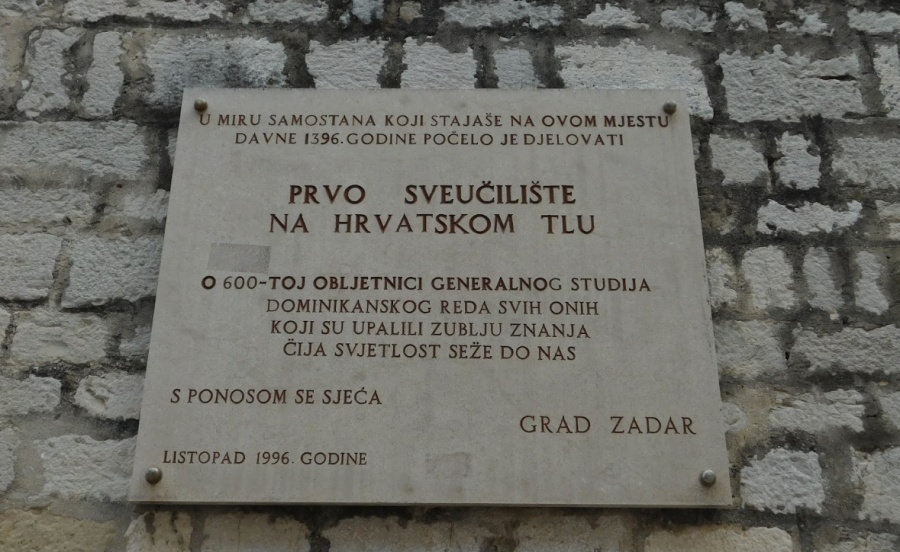 U MIRU SAMOSTANA KOJI STAJAŠE NA OVOM MJESTU
DAVNE 1396.GODINE POČELO JE DJELOVATI
PRVO SVEUČILIŠTE
NA HRVATSKOM TLU
O 600-TOJ OBLJETNICI GENERALNOG STUDIJA
DOMINIKANSKOG REDA SVIH ONIH
KOJI SU UPALILI ZUBLJU ZNANJA
ČIJA SVJETLOST SEŽE DO NAS
S PONOSOM SE SJEĆA
GRAD ZADAR
LISTOPAD 1996. GODINE